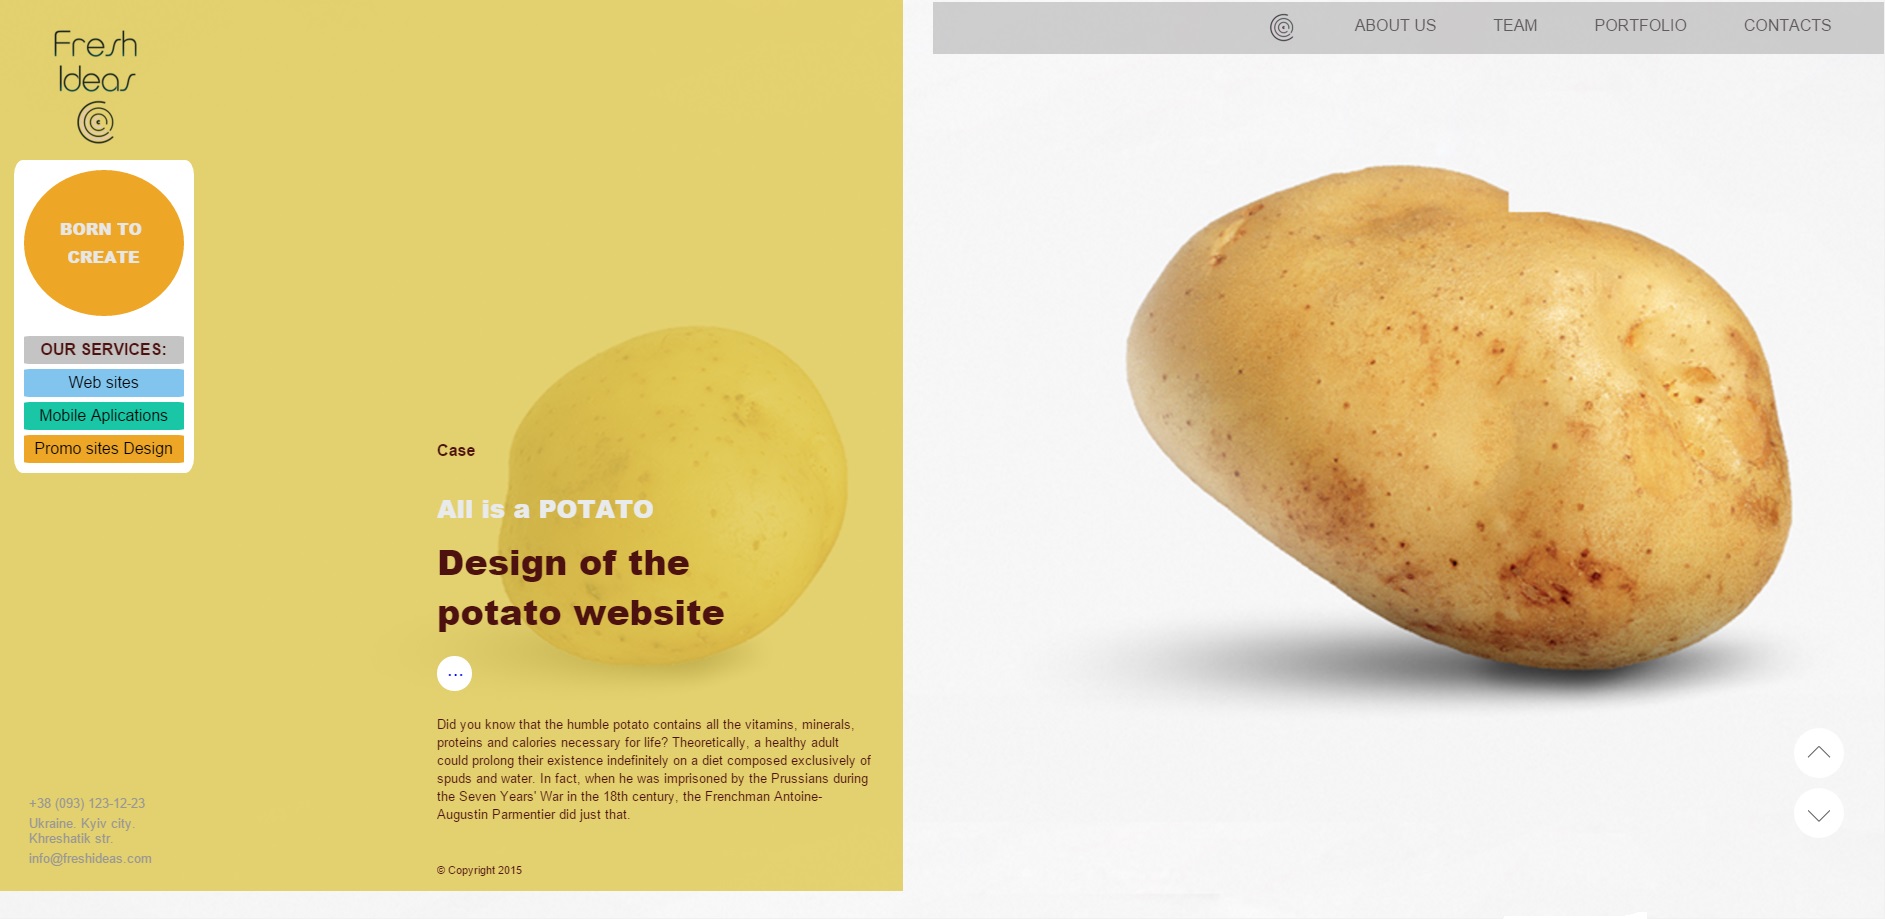 Fresh
Ideas
BORN TO
CREATE
OUR SERVICES:
Web sites
Mobile Aplications
Promo sites Design
+38 (093) 123-12-23
Ukraine. Kyiv city.
Khreshatik str.
info@freshideas.com
Case
All is a POTATO
Design of the
potato website
...
Did you know that the humble potato contains all the vitamins, minerals,
proteins and calories necessary for life? Theoretically, a healthy adult
could prolong their existence indefinitely on a diet composed exclusively of
spuds and water. In fact, when he was imprisoned by the Prussians during
the Seven Years' War in the 18th century, the Frenchman Antoine-
Augustin Parmentier did just that.
© Copyright 2015
ABOUT US TEAM PORTFOLIO CONTACTS